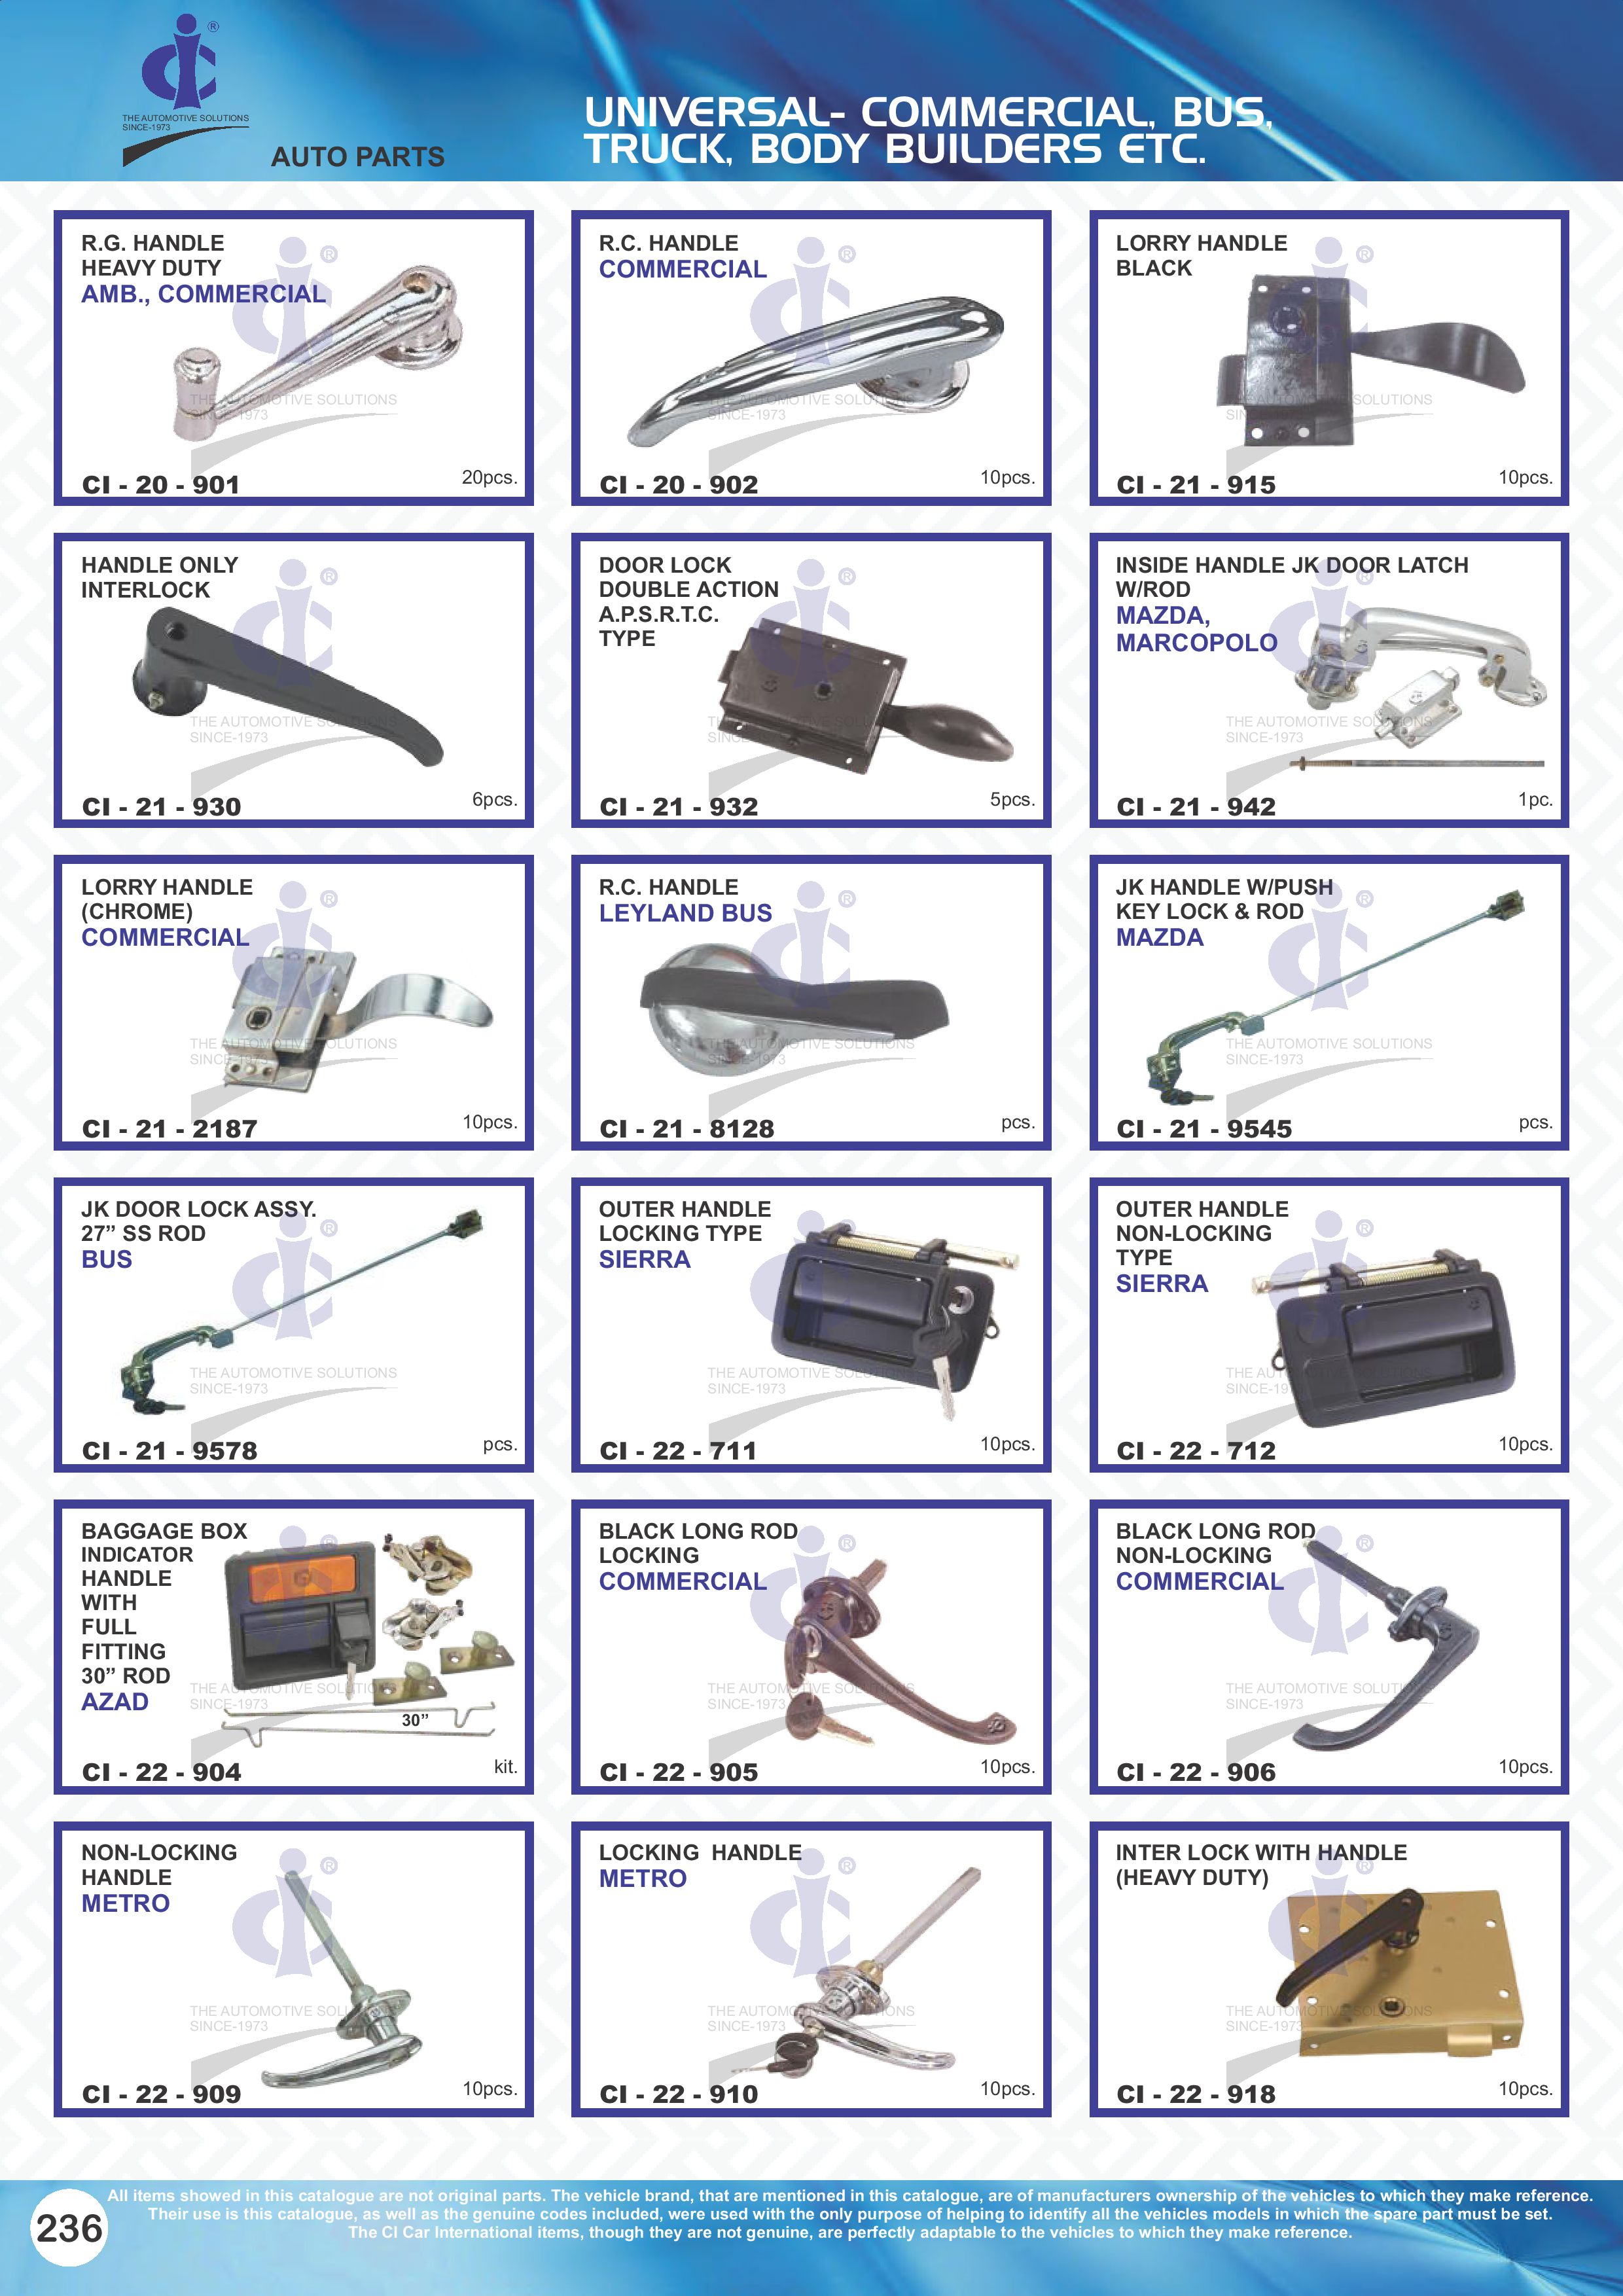 ®
THE AUTOMOTIVE SOLUTIONS
SINCE-1973
AUTO PARTS
UNIVERSAL- COMMERCIAL, BUS,
TRUCK, BODY BUILDERS ETC.
R.G. HANDLE
HEAVY DUTY
AMB., COMMERCIAL
CI - 20 - 901
20pcs.
R.C. HANDLE
COMMERCIAL
CI - 20 - 902
10pcs.
LORRY HANDLE
BLACK
CI - 21 - 915
10pcs.
HANDLE ONLY
INTERLOCK
CI - 21 - 930
6pcs.
DOOR LOCK
DOUBLE ACTION
A.P.S.R.T.C.
TYPE
CI - 21 - 932
5pcs.
INSIDE HANDLE JK DOOR LATCH
W/ROD
MAZDA,
MARCOPOLO
CI - 21 - 942
1pc.
LORRY HANDLE
(CHROME)
COMMERCIAL
CI - 21 - 2187
10pcs.
R.C. HANDLE
LEYLAND BUS
CI - 21 - 8128
pcs.
JK HANDLE W/PUSH
KEY LOCK & ROD
MAZDA
CI - 21 - 9545
pcs.
JK DOOR LOCK ASSY.
27” SS ROD
BUS
CI - 21 - 9578
pcs.
OUTER HANDLE
LOCKING TYPE
SIERRA
CI - 22 - 711
10pcs.
OUTER HANDLE
NON-LOCKING
TYPE
SIERRA
CI - 22 - 712
10pcs.
BAGGAGE BOX
INDICATOR
HANDLE
WITH
FULL
FITTING
30” ROD
AZAD
30”
CI - 22 - 904
kit.
BLACK LONG ROD
LOCKING
COMMERCIAL
CI - 22 - 905
10pcs.
BLACK LONG ROD
NON-LOCKING
COMMERCIAL
CI - 22 - 906
10pcs.
NON-LOCKING
HANDLE
METRO
CI - 22 - 909
10pcs.
LOCKING HANDLE
METRO
CI - 22 - 910
10pcs.
INTER LOCK WITH HANDLE
(HEAVY DUTY)
CI - 22 - 918
10pcs.
236
All items showed in this catalogue are not original parts. The vehicle brand, that are mentioned in this catalogue, are of manufacturers ownership of the vehicles to which they make reference.
Their use is this catalogue, as well as the genuine codes included, were used with the only purpose of helping to identify all the vehicles models in which the spare part must be set.
The CI Car International items, though they are not genuine, are perfectly adaptable to the vehicles to which they make reference.